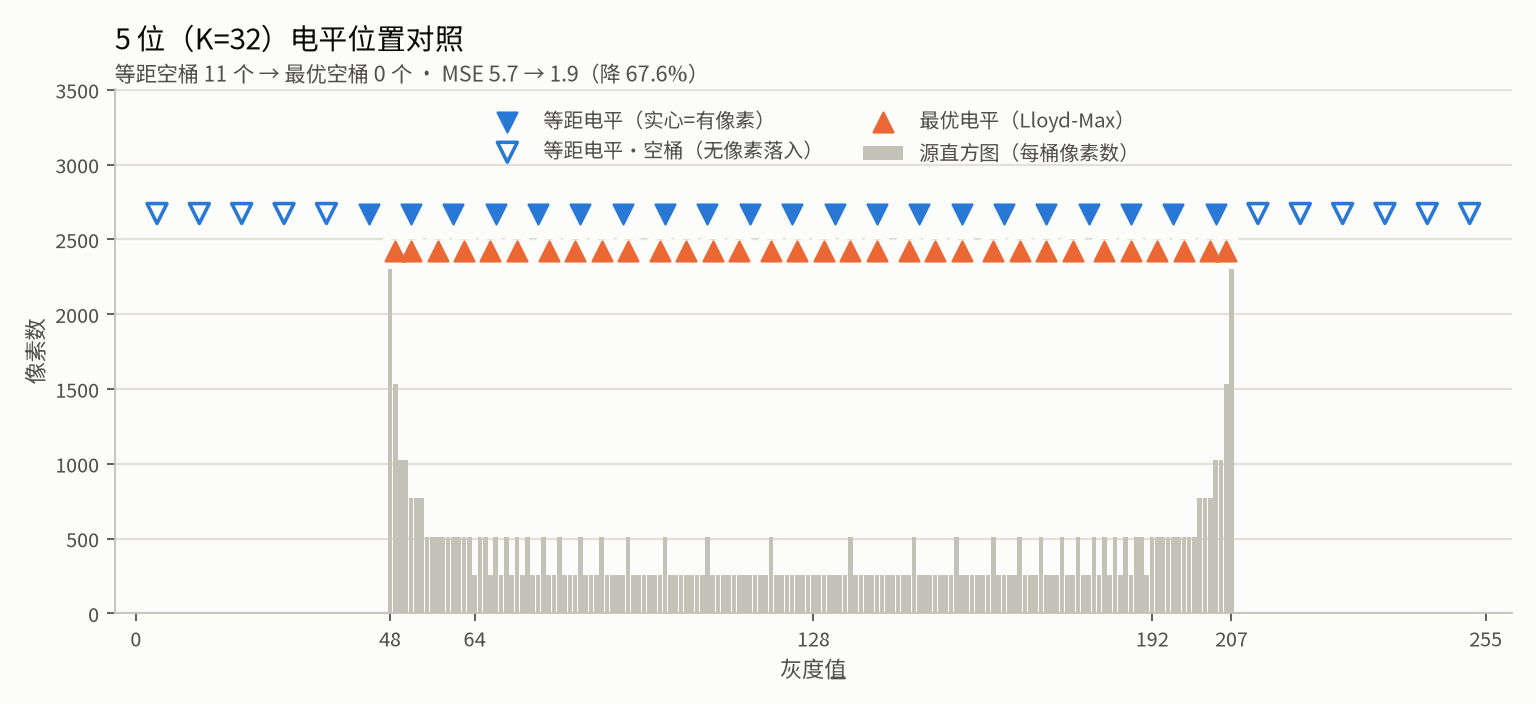 5 位（K=32）电平位置对照
等距空桶 11 个 → 最优空桶 0 个 · MSE 5.7 → 1.9（降 67.6%）
等距电平（实心=有像素）
等距电平·空桶（无像素落入）
最优电平（Lloyd-Max）
源直方图（每桶像素数）
像素数
3500
3000
2500
2000
1500
1000
500
0
0 48 64 128 192 207 255
灰度值